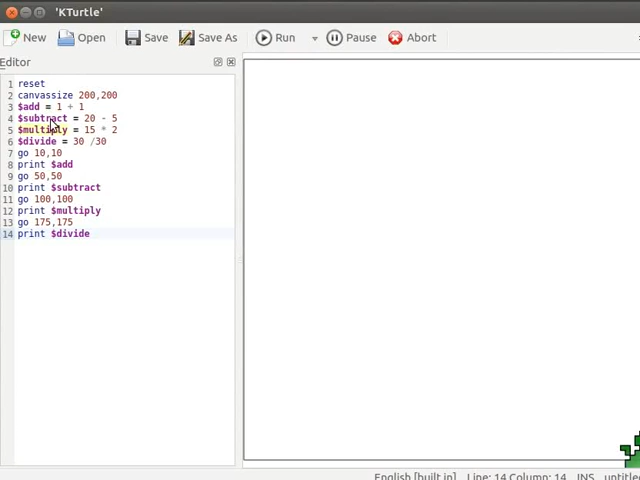 'KTurtle'
New Open Save Save As Run Pause Abort
Editor
1 reset
2 canvassize 200,200
3 $add = 1 + 1
4 $subtract = 20 - 5
5 $multiply = 15 * 2
6 $divide = 30 /30
7 go 10,10
8 print $add
9 go 50,50
10 print $subtract
11 go 100,100
12 print $multiply
13 go 175,175
14 print $divide
English [built in] Line: 14 Column: 14 INS untitle